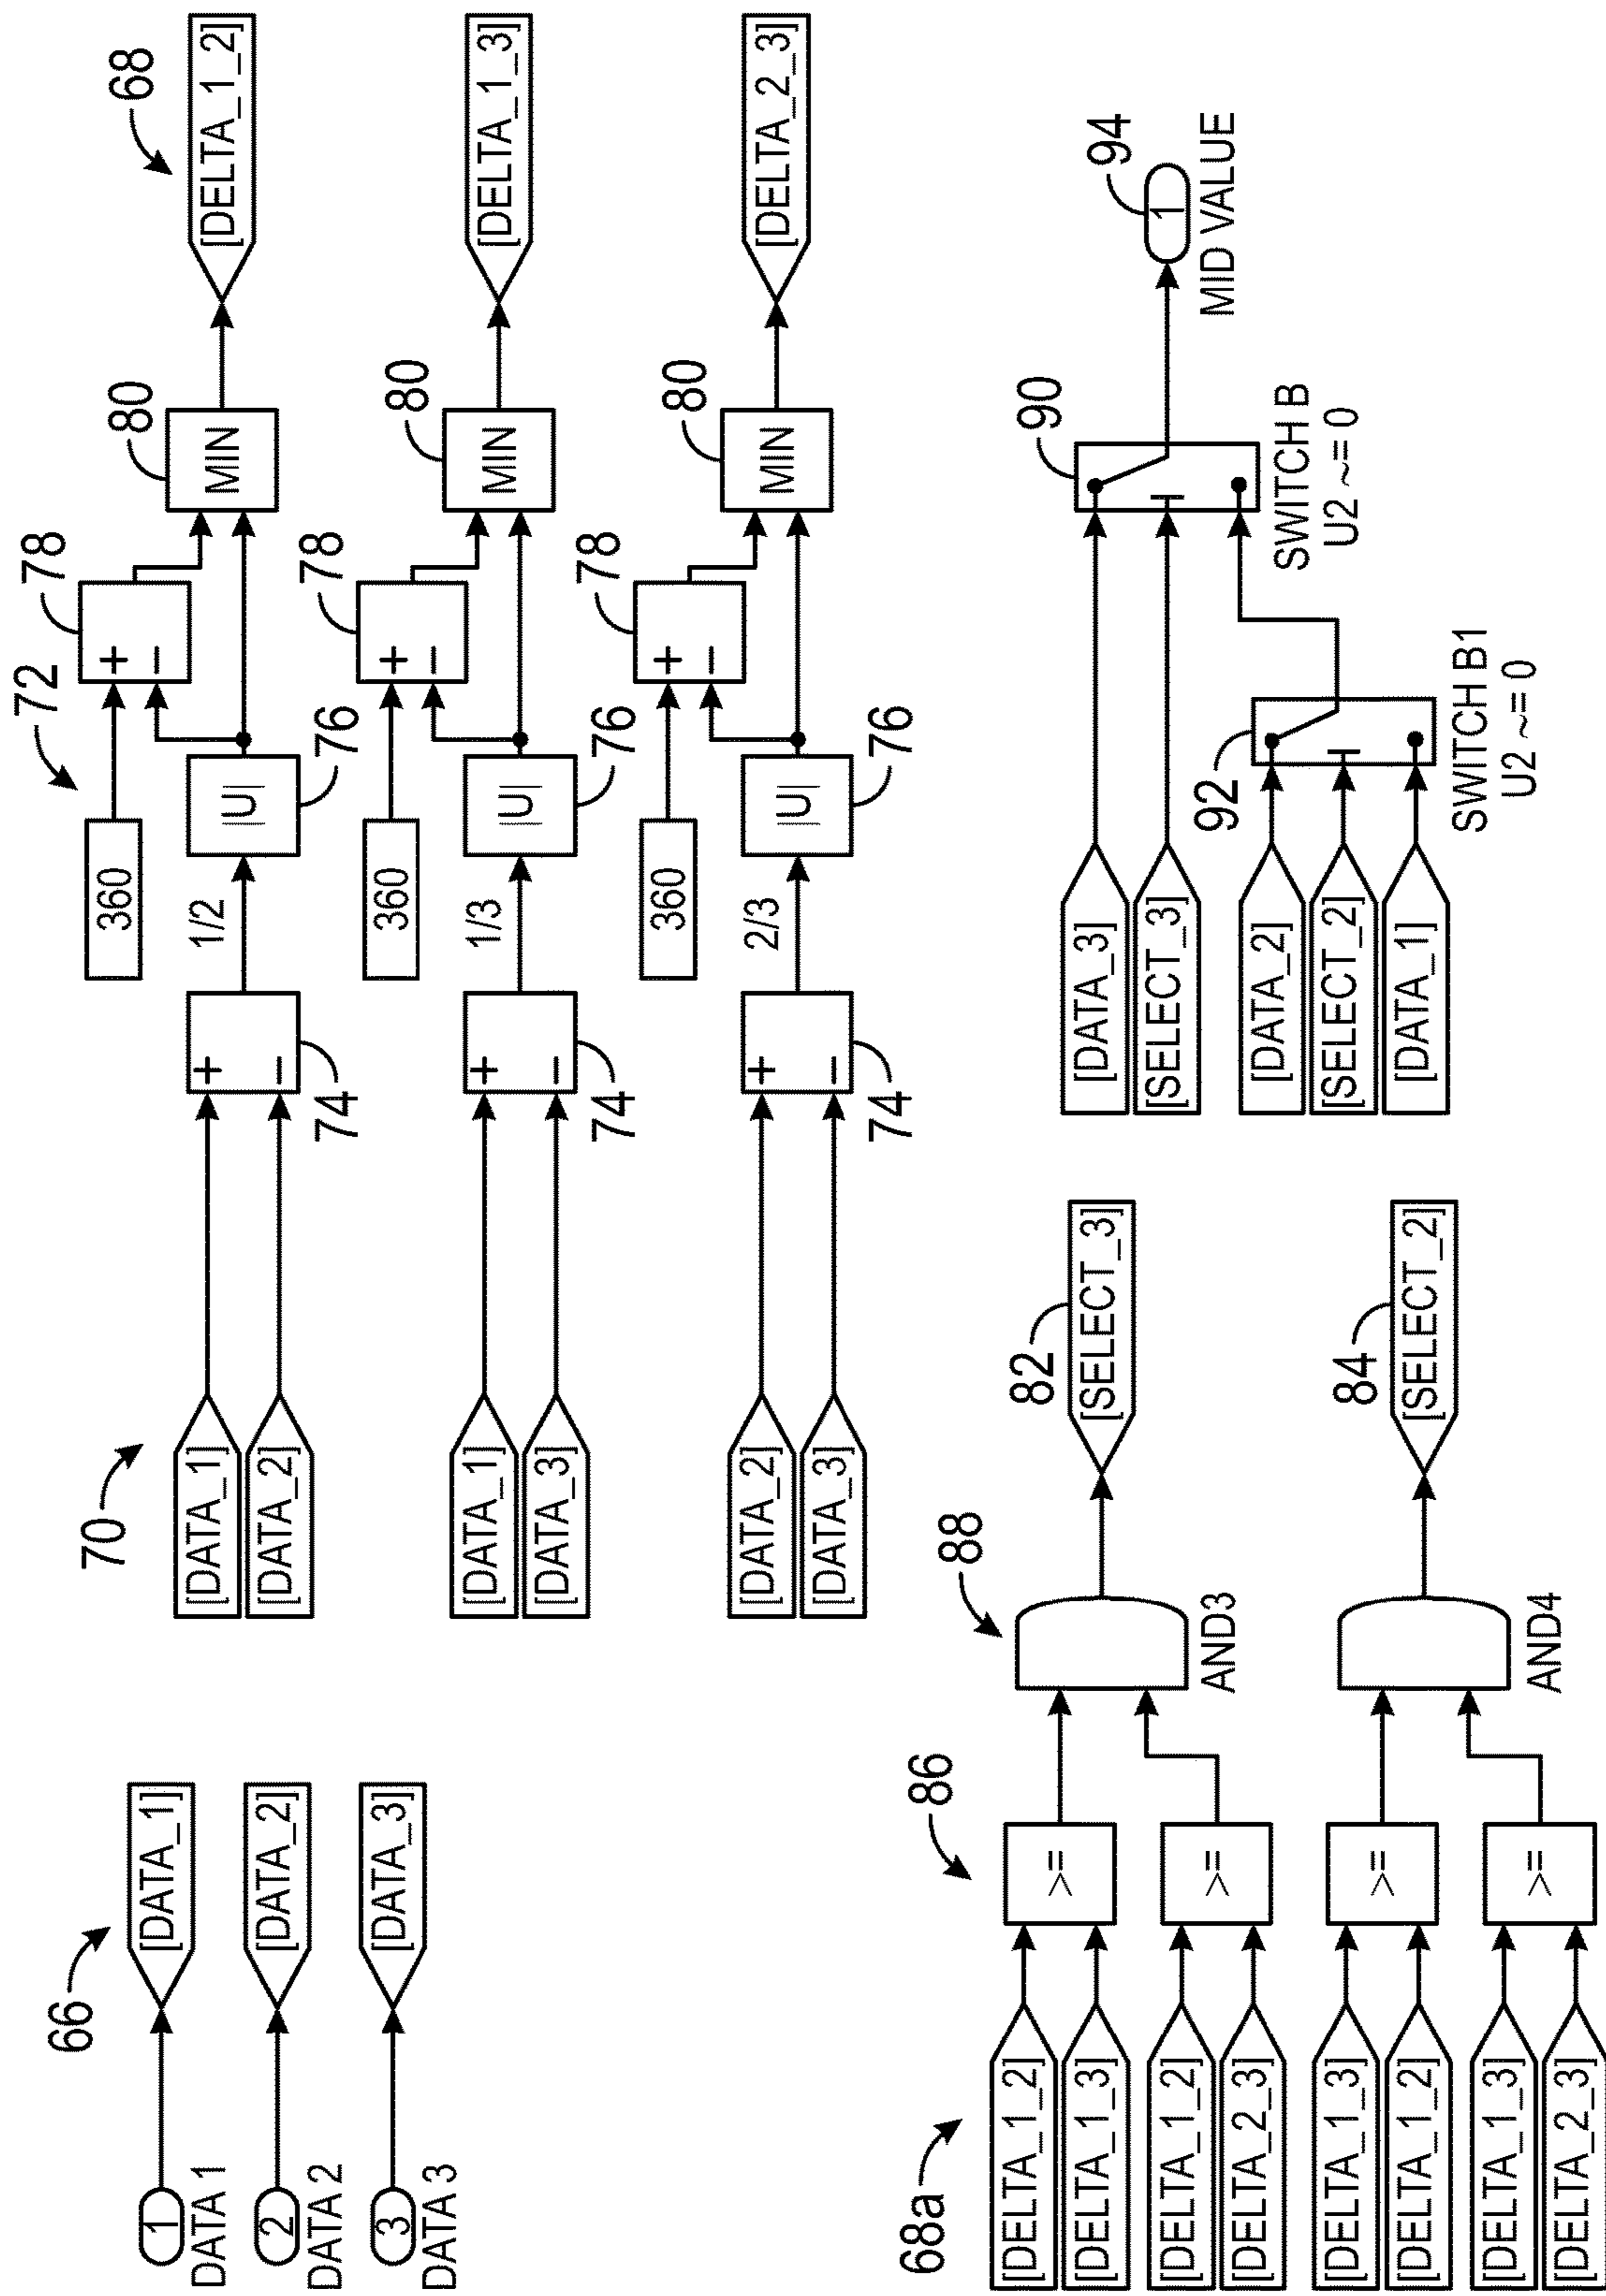 66
1
DATA 1
[DATA_1]
2
DATA 2
[DATA_2]
3
DATA 3
[DATA_3]
70
72
68
[DATA_1]
[DATA_2]
+
−
74
1/2
360
|U|
76
+
−
78
MIN
80
[DELTA_1_2]
[DATA_1]
[DATA_3]
+
−
74
1/3
360
|U|
76
+
−
78
MIN
80
[DELTA_1_3]
[DATA_2]
[DATA_3]
+
−
74
2/3
360
|U|
76
+
−
78
MIN
80
[DELTA_2_3]
68a
86
88
[DELTA_1_2]
[DELTA_1_3]
>=
[DELTA_1_2]
[DELTA_2_3]
>=
AND3
82
[SELECT_3]
[DELTA_1_3]
[DELTA_1_2]
>=
[DELTA_1_3]
[DELTA_2_3]
>=
AND4
84
[SELECT_2]
[DATA_3]
[SELECT_3]
90
SWITCH B
U2 ~= 0
94
1
MID VALUE
[DATA_2]
[SELECT_2]
[DATA_1]
92
SWITCH B1
U2 ~= 0